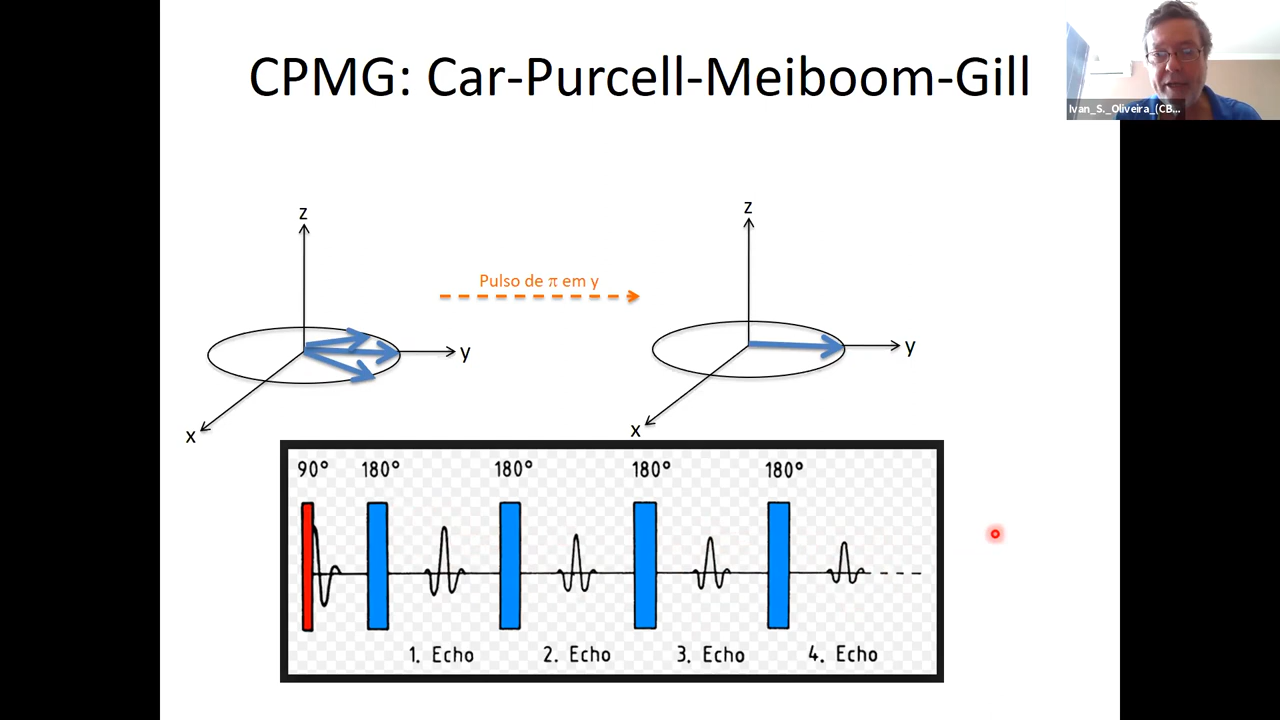 CPMG: Car-Purcell-Meiboom-Gill
Ivan_S._Oliveira_(CB...
z
z
Pulso de π em y
y
y
x
x
90° 180° 180° 180° 180°
1. Echo 2. Echo 3. Echo 4. Echo